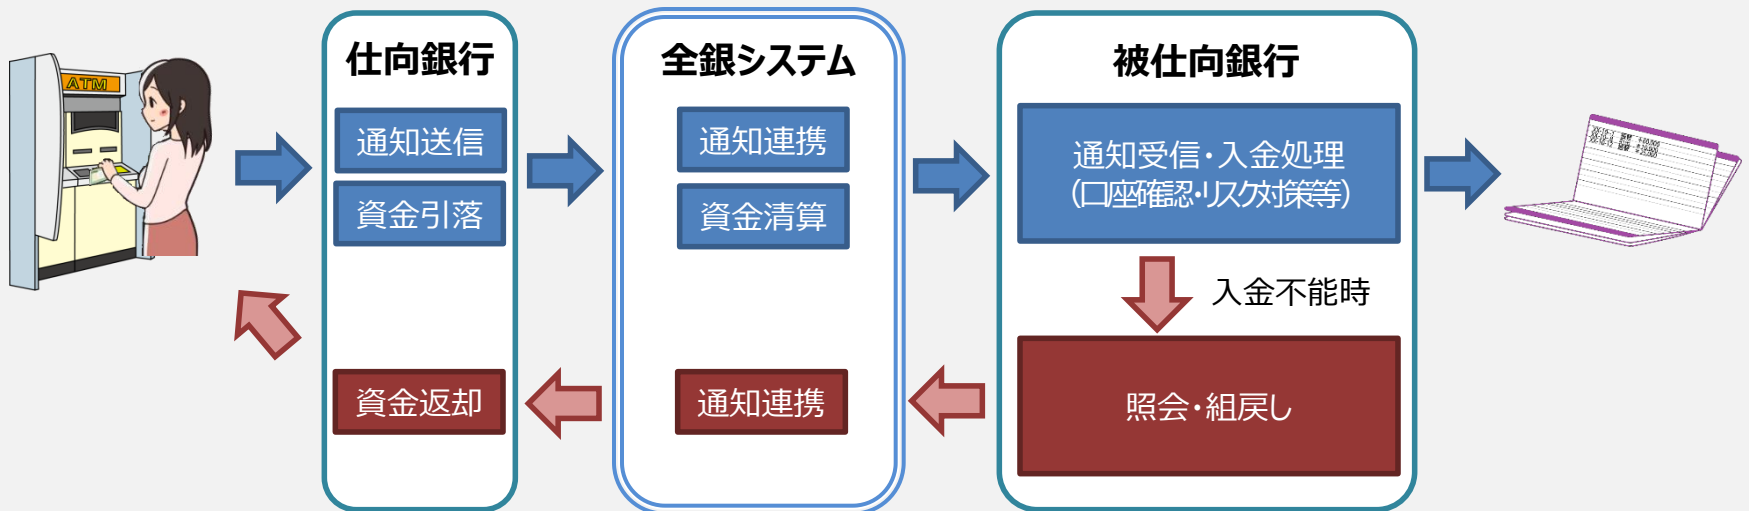 ATM
仕向銀行
通知送信
資金引落
資金返却
全銀システム
通知連携
資金清算
通知連携
被仕向銀行
通知受信・入金処理
（口座確認・リスク対策等）
入金不能時
照会・組戻し